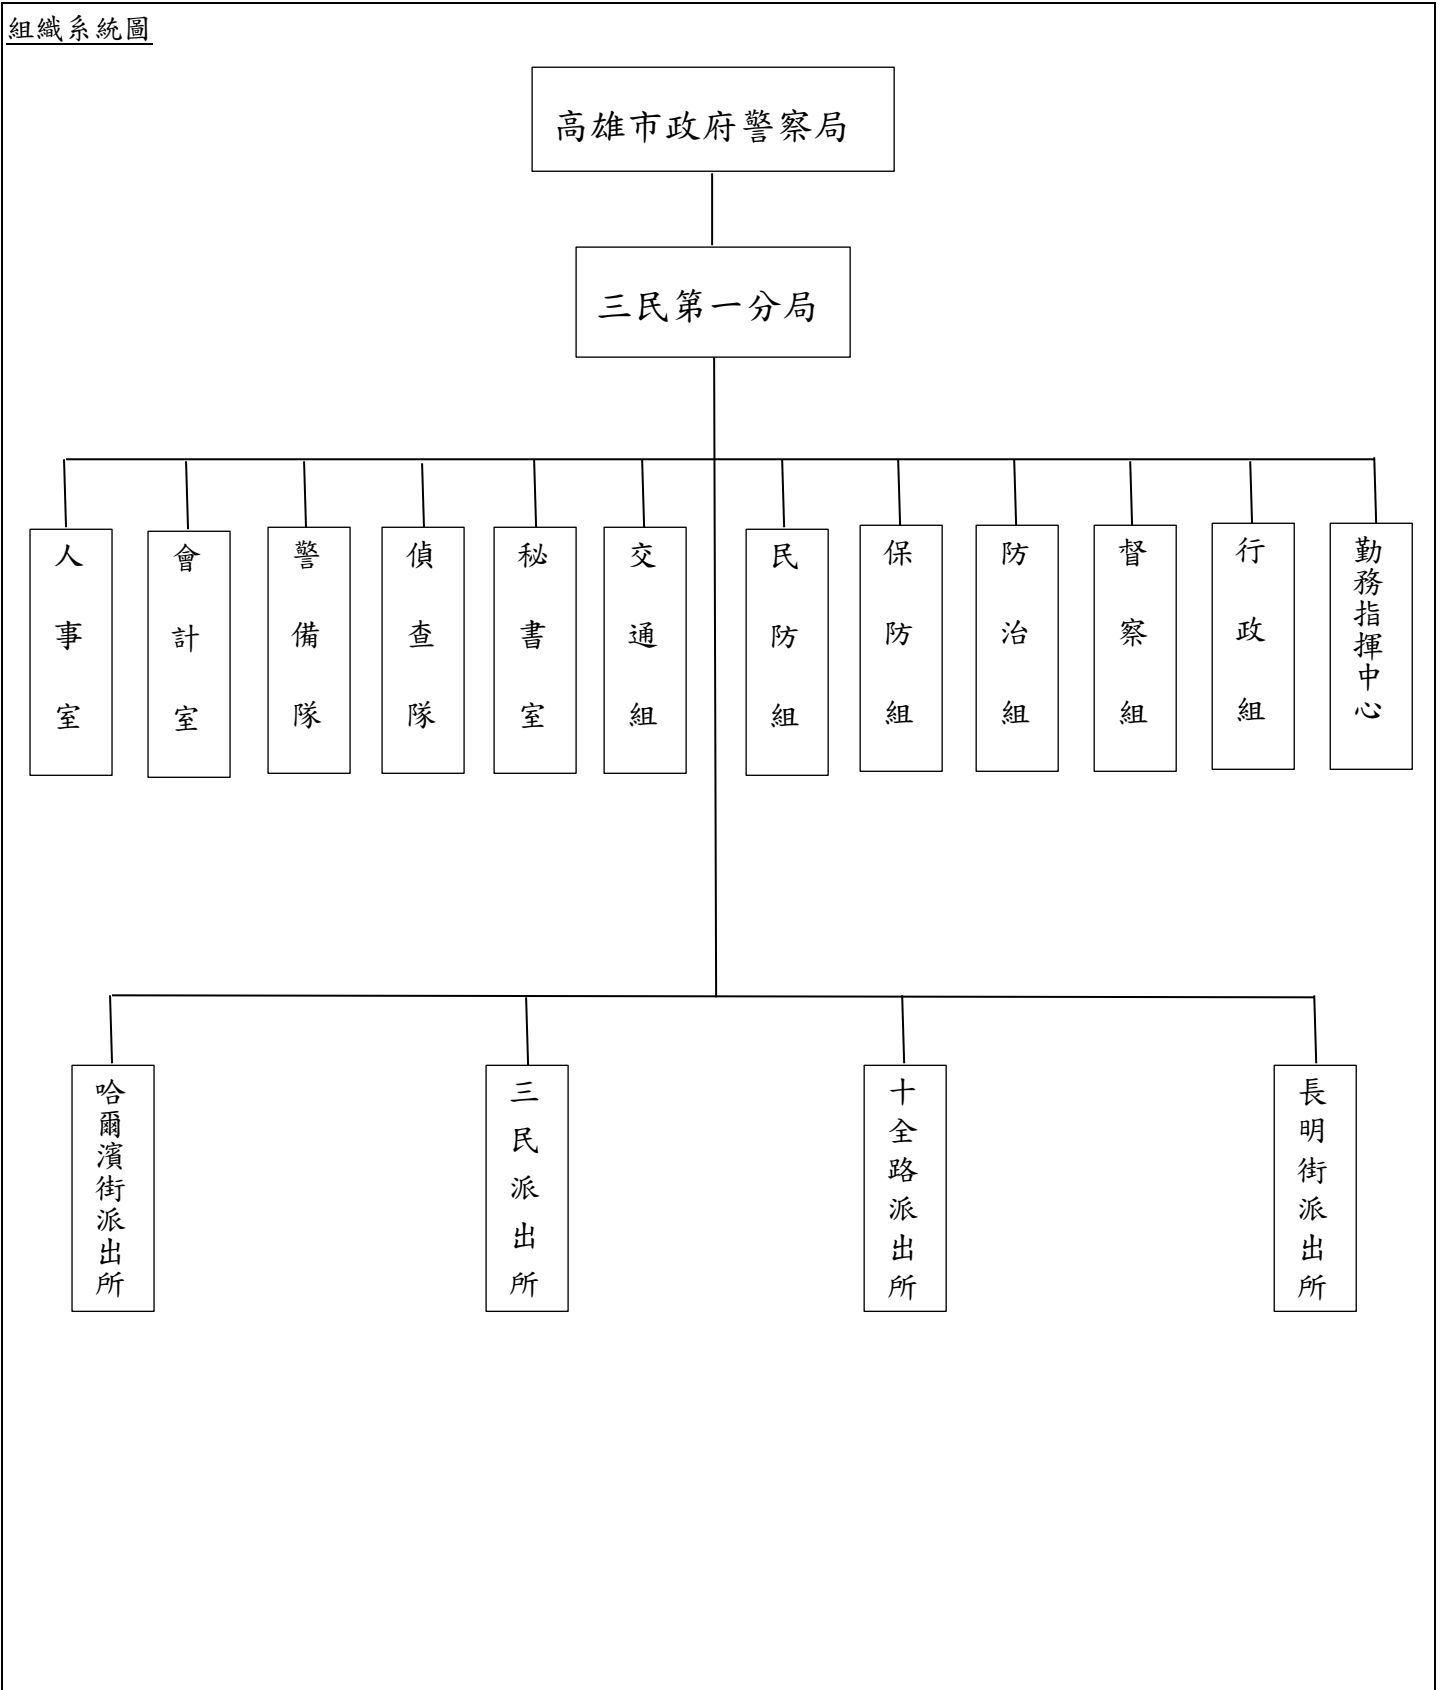 組織系統圖
高雄市政府警察局
三民第一分局
人事室
會計室
警備隊
偵查隊
秘書室
交通組
民防組
保防組
防治組
督察組
行政組
勤務指揮中心
哈爾濱街派出所
三民派出所
十全路派出所
長明街派出所